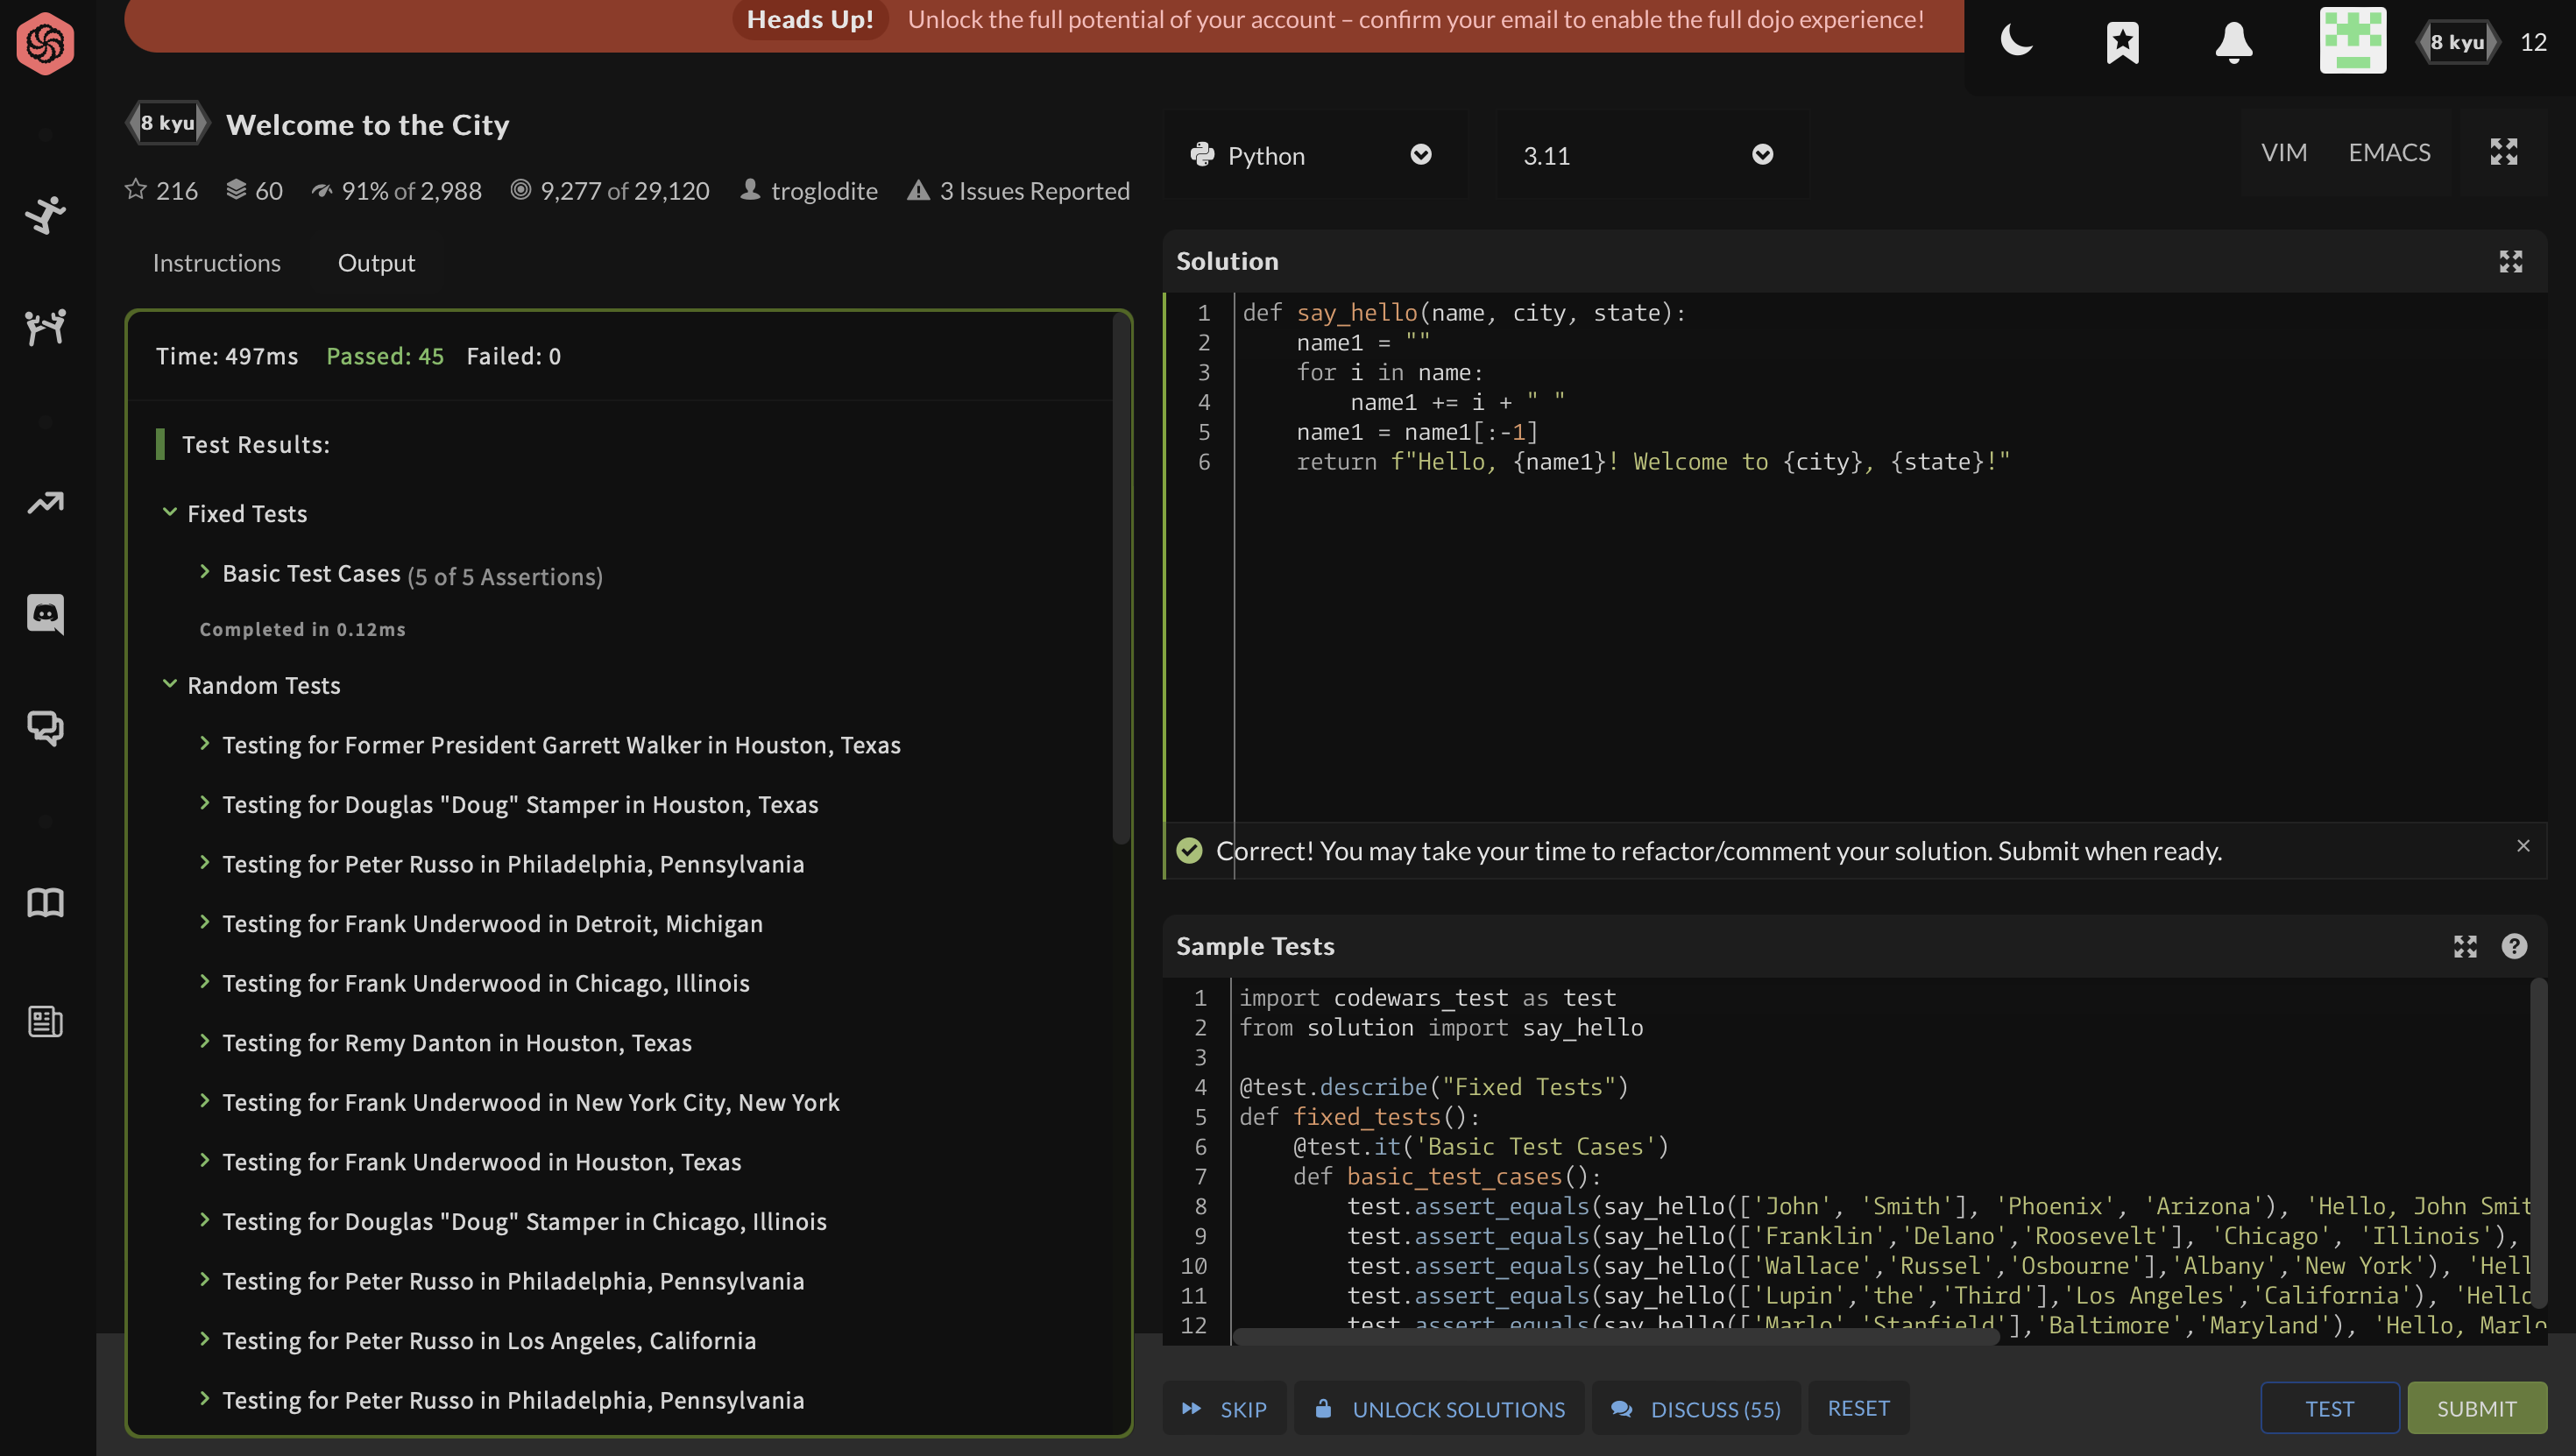 Heads Up! Unlock the full potential of your account – confirm your email to enable the full dojo experience!
8 kyu 12
8 kyu Welcome to the City
216 60 91% of 2,988 9,277 of 29,120 troglodite 3 Issues Reported
Instructions Output
Time: 497ms Passed: 45 Failed: 0
Test Results:
Fixed Tests
Basic Test Cases (5 of 5 Assertions)
Completed in 0.12ms
Random Tests
Testing for Former President Garrett Walker in Houston, Texas
Testing for Douglas "Doug" Stamper in Houston, Texas
Testing for Peter Russo in Philadelphia, Pennsylvania
Testing for Frank Underwood in Detroit, Michigan
Testing for Frank Underwood in Chicago, Illinois
Testing for Remy Danton in Houston, Texas
Testing for Frank Underwood in New York City, New York
Testing for Frank Underwood in Houston, Texas
Testing for Douglas "Doug" Stamper in Chicago, Illinois
Testing for Peter Russo in Philadelphia, Pennsylvania
Testing for Peter Russo in Los Angeles, California
Testing for Peter Russo in Philadelphia, Pennsylvania
Python 3.11 VIM EMACS
Solution
1 def say_hello(name, city, state):
2     name1 = ""
3     for i in name:
4         name1 += i + " "
5     name1 = name1[:-1]
6     return f"Hello, {name1}! Welcome to {city}, {state}!"
Correct! You may take your time to refactor/comment your solution. Submit when ready.
Sample Tests
1 import codewars_test as test
2 from solution import say_hello
3
4 @test.describe("Fixed Tests")
5 def fixed_tests():
6     @test.it('Basic Test Cases')
7     def basic_test_cases():
8         test.assert_equals(say_hello(['John', 'Smith'], 'Phoenix', 'Arizona'), 'Hello, John Smit
9         test.assert_equals(say_hello(['Franklin','Delano','Roosevelt'], 'Chicago', 'Illinois'),
10         test.assert_equals(say_hello(['Wallace','Russel','Osbourne'],'Albany','New York'), 'Hell
11         test.assert_equals(say_hello(['Lupin','the','Third'],'Los Angeles','California'), 'Hello
12         test.assert_equals(say_hello(['Marlo','Stanfield'],'Baltimore','Maryland'), 'Hello, Marlo
SKIP UNLOCK SOLUTIONS DISCUSS (55) RESET TEST SUBMIT